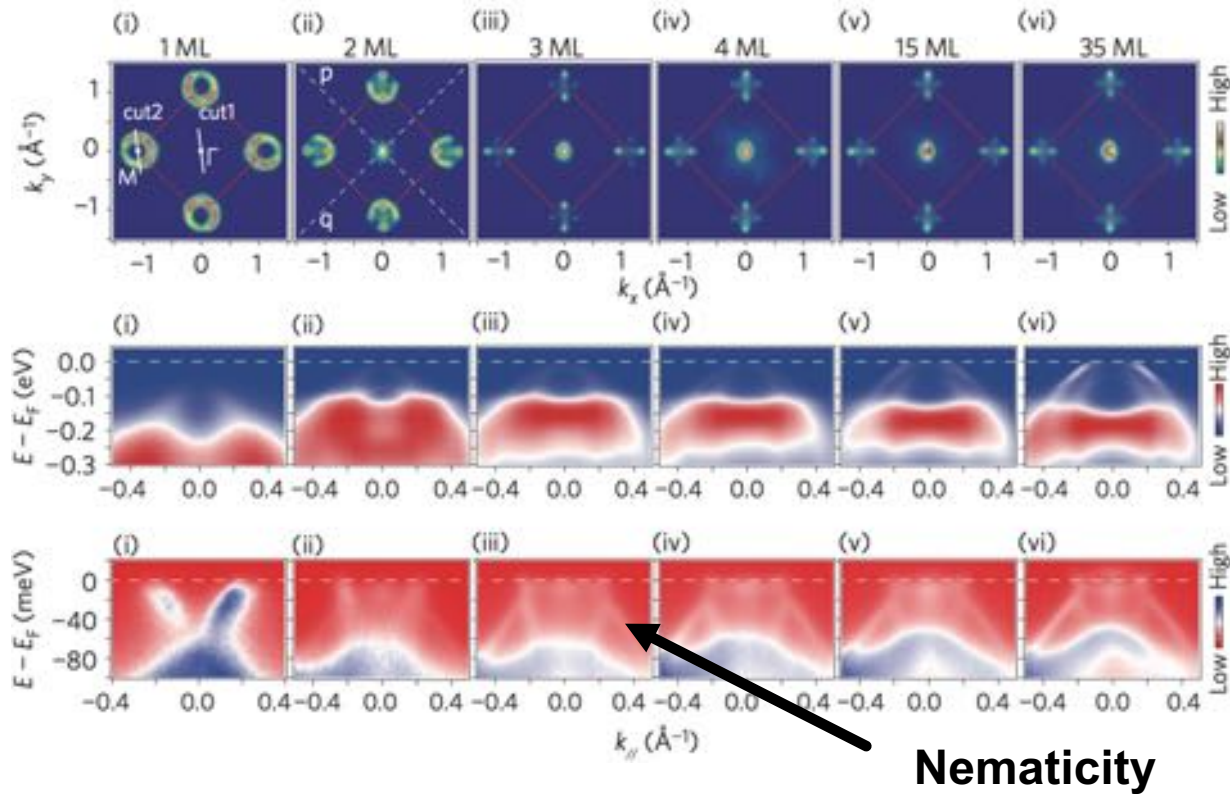 (i) (ii) (iii) (iv) (v) (vi)
1 ML 2 ML 3 ML 4 ML 15 ML 35 ML
k_y (Å⁻¹)
1
0
−1
cut2 cut1
Γ
M
p
q
−1 0 1 −1 0 1 −1 0 1 −1 0 1 −1 0 1 −1 0 1
k_x (Å⁻¹)
Low High
(i) (ii) (iii) (iv) (v) (vi)
E − E_F (eV)
0.0
−0.1
−0.2
−0.3
−0.4 0.0 0.4 −0.4 0.0 0.4 −0.4 0.0 0.4 −0.4 0.0 0.4 −0.4 0.0 0.4 −0.4 0.0 0.4
Low High
(i) (ii) (iii) (iv) (v) (vi)
E − E_F (meV)
0
−40
−80
−0.4 0.0 0.4 −0.4 0.0 0.4 −0.4 0.0 0.4 −0.4 0.0 0.4 −0.4 0.0 0.4 −0.4 0.0 0.4
Low High
k_// (Å⁻¹)
Nematicity